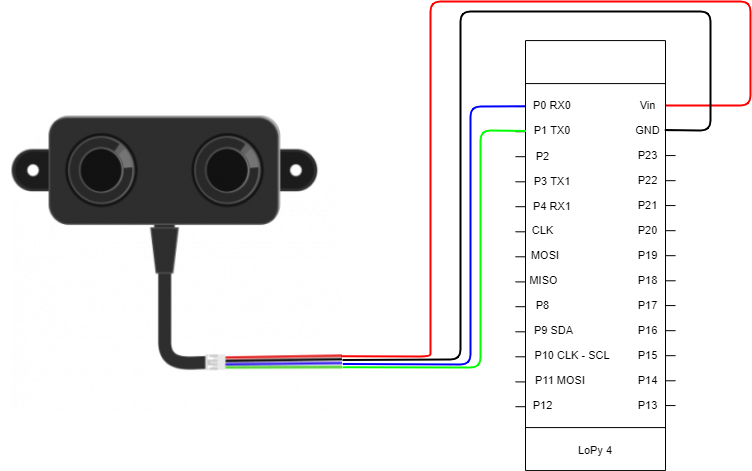 P0 RX0 Vin
P1 TX0 GND
P2 P23
P3 TX1 P22
P4 RX1 P21
CLK P20
MOSI P19
MISO P18
P8 P17
P9 SDA P16
P10 CLK - SCL P15
P11 MOSI P14
P12 P13
LoPy 4